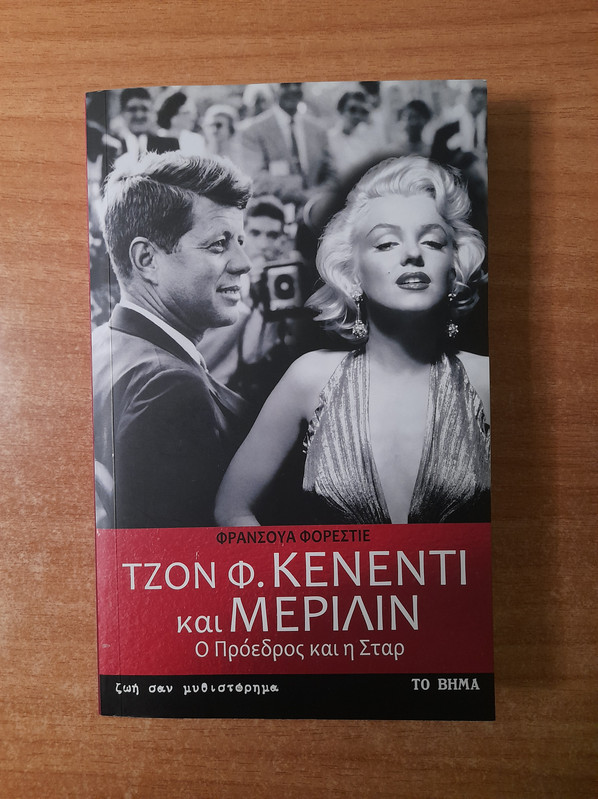 ΦΡΑΝΣΟΥΑ ΦΟΡΕΣΤΙΕ
ΤΖΟΝ Φ. ΚΕΝΕΝΤΙ
και ΜΕΡΙΛΙΝ
Ο Πρόεδρος και η Σταρ
ζωή σαν μυθιστόρημα ΤΟ ΒΗΜΑ